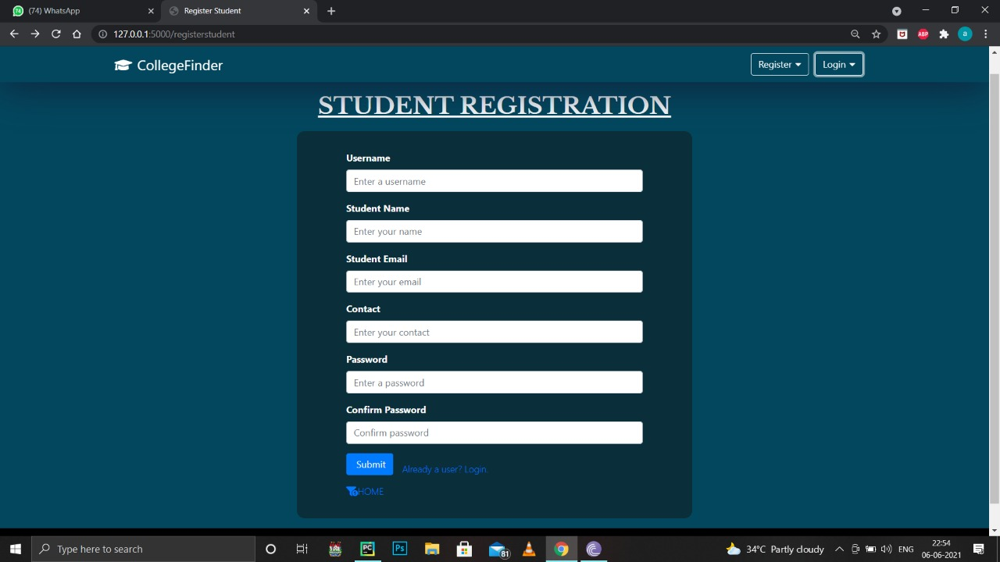 (74) WhatsApp
Register Student
127.0.0.1:5000/registerstudent
ABP
a
CollegeFinder
Register
Login
STUDENT REGISTRATION
Username
Enter a username
Student Name
Enter your name
Student Email
Enter your email
Contact
Enter your contact
Password
Enter a password
Confirm Password
Confirm password
Submit
Already a user? Login
HOME
Type here to search
PC
Ps
81
34°C Partly cloudy
ENG
22:54
06-06-2021